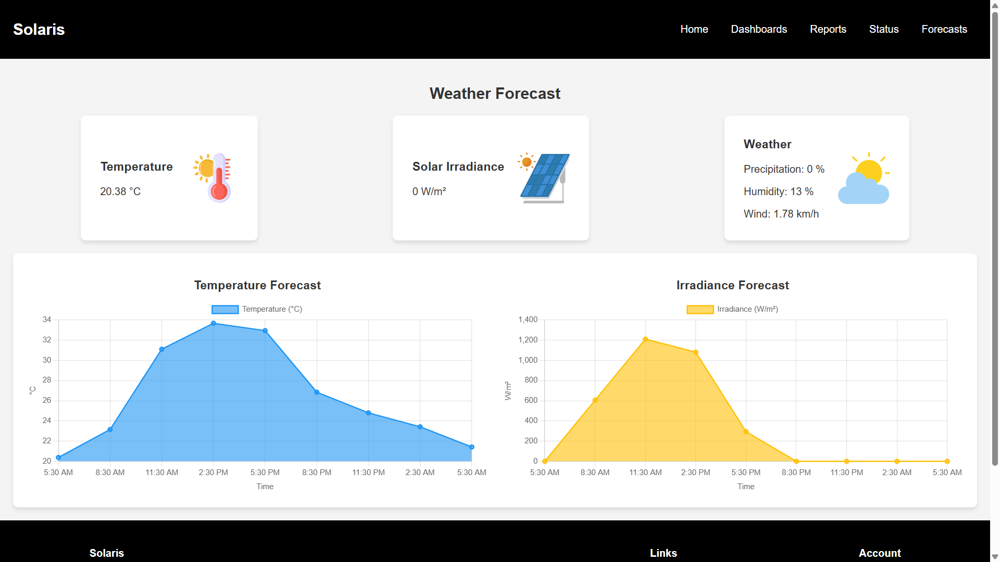 Solaris
Home Dashboards Reports Status Forecasts
Weather Forecast
Temperature
20.38 °C
Solar Irradiance
0 W/m²
Weather
Precipitation: 0 %
Humidity: 13 %
Wind: 1.78 km/h
Temperature Forecast
Temperature (°C)
34
32
30
28
26
24
22
20
°C
5:30 AM 8:30 AM 11:30 AM 2:30 PM 5:30 PM 8:30 PM 11:30 PM 2:30 AM 5:30 AM
Time
Irradiance Forecast
Irradiance (W/m²)
1,400
1,200
1,000
800
600
400
200
0
W/m²
5:30 AM 8:30 AM 11:30 AM 2:30 PM 5:30 PM 8:30 PM 11:30 PM 2:30 AM 5:30 AM
Time
Solaris
Links
Account